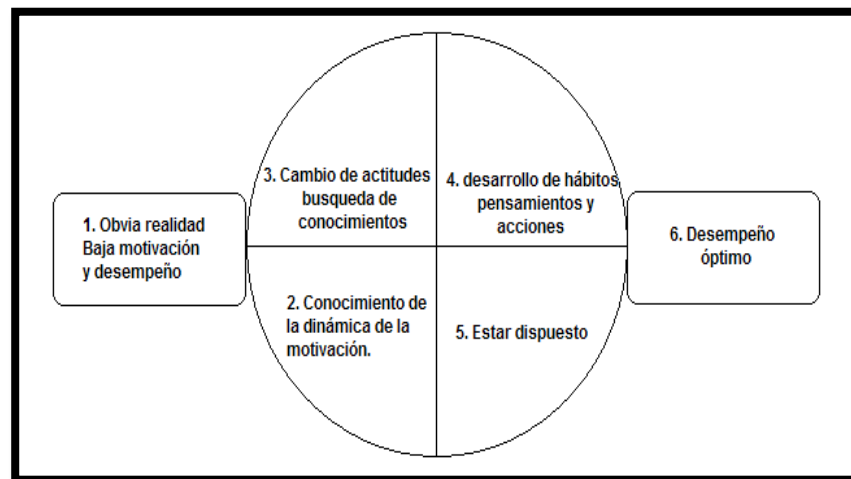 1. Obvia realidad
Baja motivación
y desempeño
2. Conocimiento de
la dinámica de la
motivación.
3. Cambio de actitudes
busqueda de
conocimientos
4. desarrollo de hábitos
pensamientos y
acciones
5. Estar dispuesto
6. Desempeño
óptimo